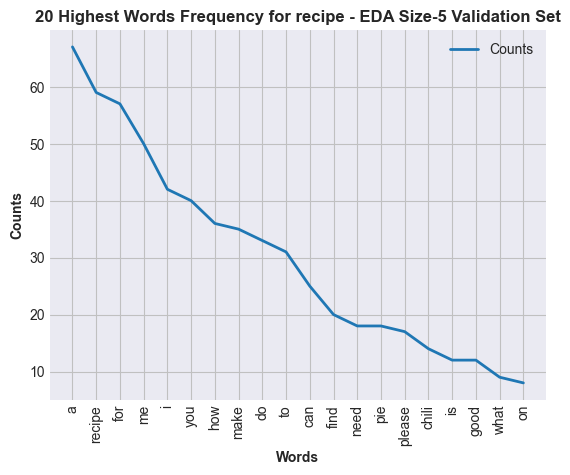 20 Highest Words Frequency for recipe - EDA Size-5 Validation Set
Counts
60
50
40
30
20
10
Counts
a
recipe
for
me
i
you
how
make
do
to
can
find
need
pie
please
chili
is
good
what
on
Words